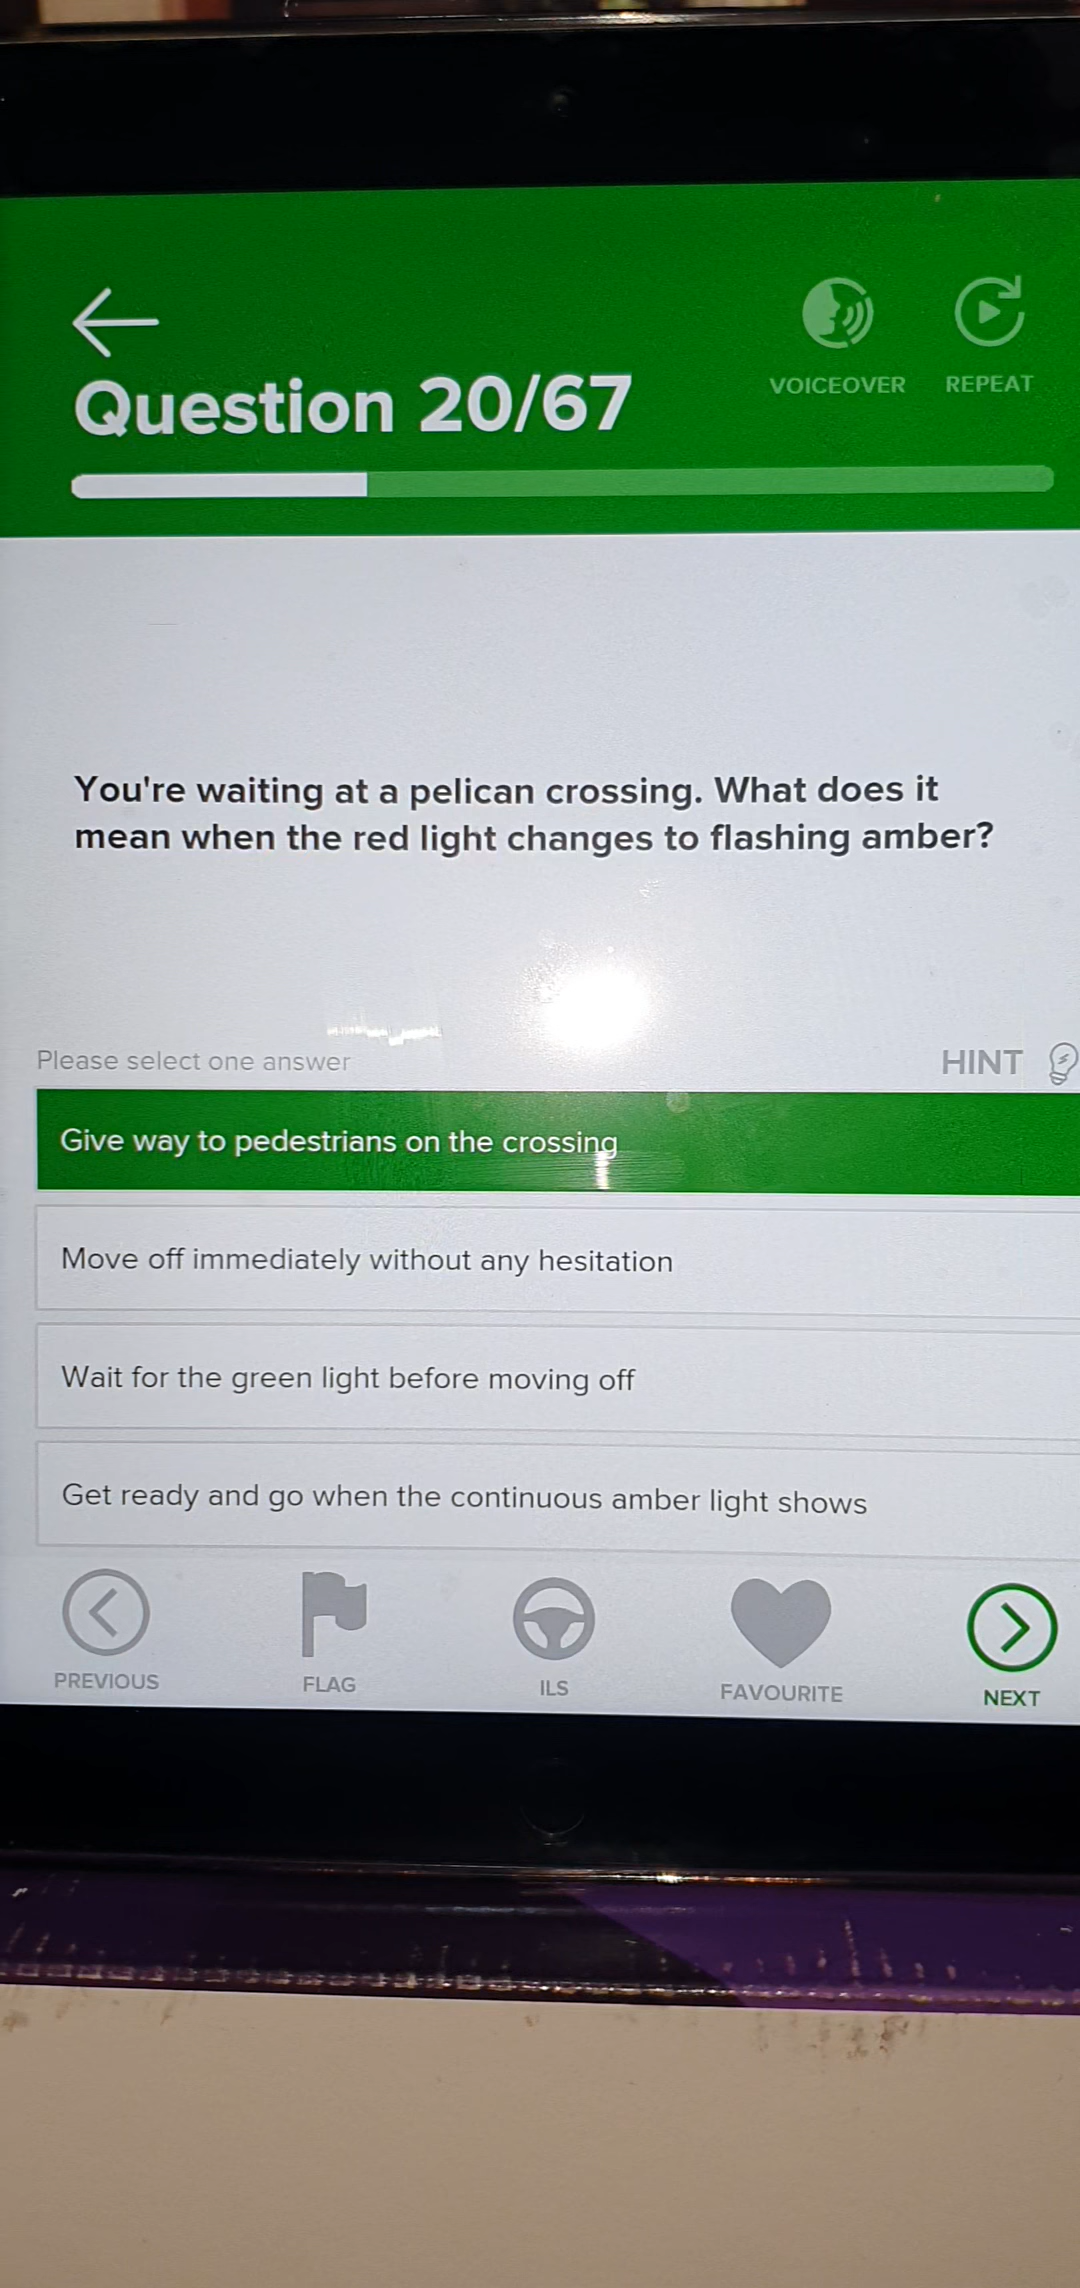 VOICEOVER
REPEAT
Question 20/67
You're waiting at a pelican crossing. What does it
mean when the red light changes to flashing amber?
Please select one answer
HINT
Give way to pedestrians on the crossing
Move off immediately without any hesitation
Wait for the green light before moving off
Get ready and go when the continuous amber light shows
PREVIOUS
FLAG
ILS
FAVOURITE
NEXT